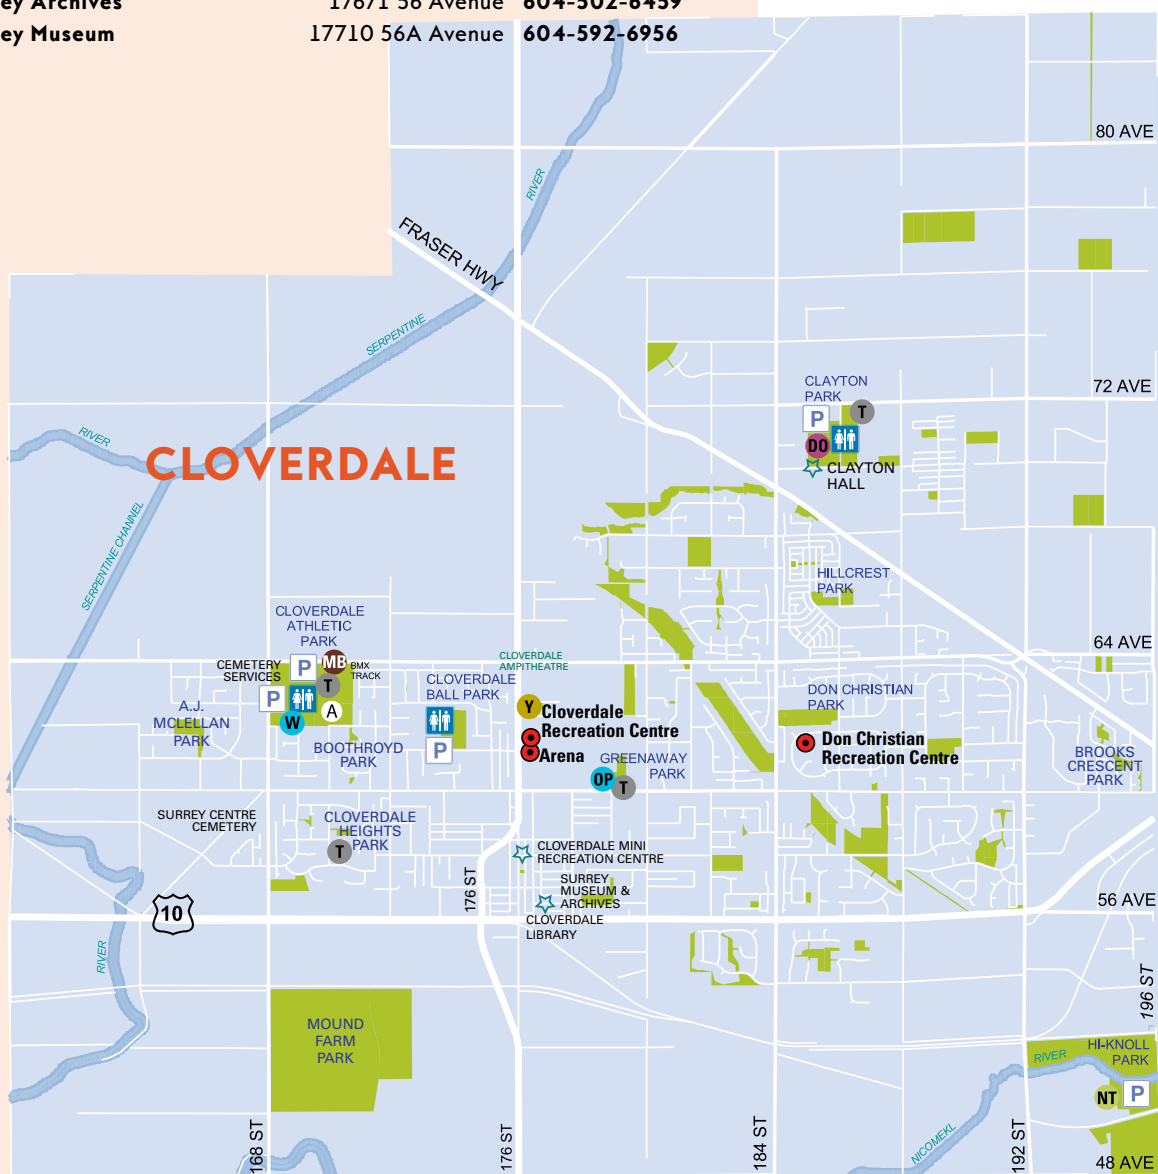 ey Archives 17671 56 Avenue 604-502-6459
ey Museum 17710 56A Avenue 604-592-6956
80 AVE
RIVER
FRASER HWY
SERPENTINE
72 AVE
CLAYTON
PARK
P
T
DO
CLAYTON
HALL
RIVER
CLOVERDALE
SERPENTINE CHANNEL
HILLCREST
PARK
CLOVERDALE
ATHLETIC
PARK
64 AVE
CEMETERY
SERVICES
P
MB
BMX
TRACK
T
P
A
W
CLOVERDALE
AMPITHEATRE
CLOVERDALE
BALL PARK
P
A.J.
MCLELLAN
PARK
BOOTHROYD
PARK
Y
Cloverdale
Recreation Centre
Arena
GREENAWAY
PARK
OP
T
DON CHRISTIAN
PARK
Don Christian
Recreation Centre
BROOKS
CRESCENT
PARK
SURREY CENTRE
CEMETERY
CLOVERDALE
HEIGHTS
PARK
T
CLOVERDALE MINI
RECREATION CENTRE
176 ST
SURREY
MUSEUM &
ARCHIVES
CLOVERDALE
LIBRARY
56 AVE
10
RIVER
196 ST
MOUND
FARM
PARK
HI-KNOLL
PARK
RIVER
NT
P
NICOMEKL
168 ST
176 ST
184 ST
192 ST
48 AVE